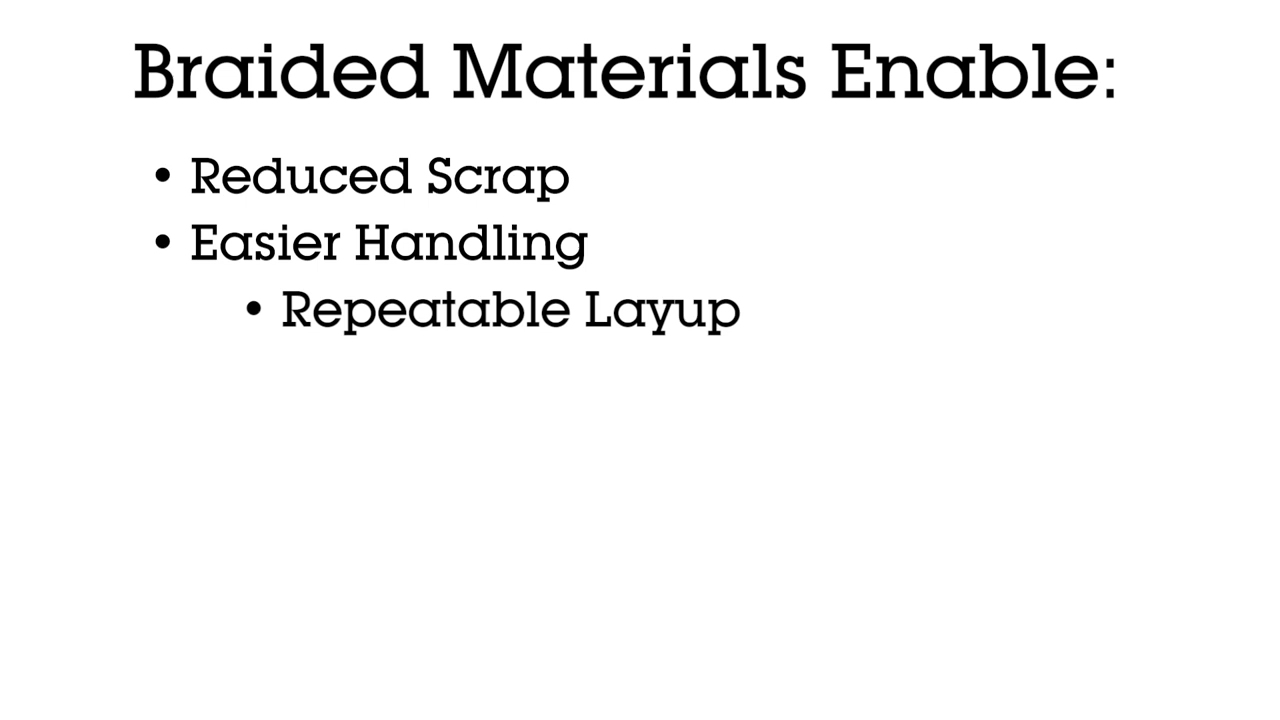 Braided Materials Enable:
• Reduced Scrap
• Easier Handling
• Repeatable Layup